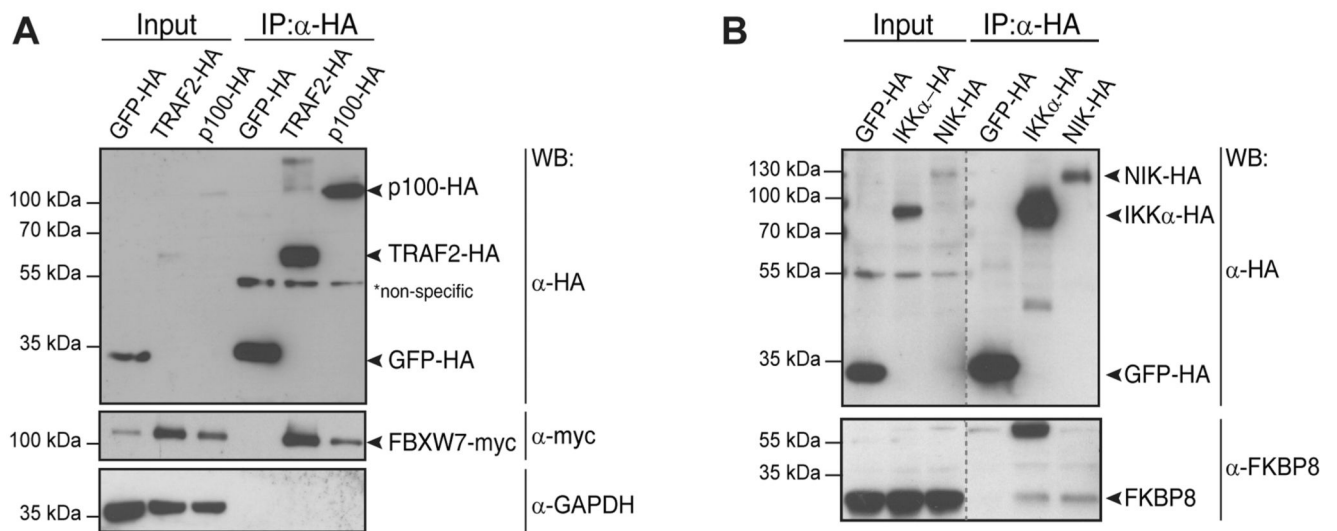 A
Input
IP:α-HA
GFP-HA
TRAF2-HA
p100-HA
GFP-HA
TRAF2-HA
p100-HA
WB:
100 kDa
70 kDa
55 kDa
35 kDa
p100-HA
TRAF2-HA
*non-specific
GFP-HA
α-HA
100 kDa
FBXW7-myc
α-myc
35 kDa
α-GAPDH
B
Input
IP:α-HA
GFP-HA
IKKα-HA
NIK-HA
GFP-HA
IKKα-HA
NIK-HA
WB:
130 kDa
100 kDa
70 kDa
55 kDa
35 kDa
NIK-HA
IKKα-HA
GFP-HA
α-HA
55 kDa
35 kDa
FKBP8
α-FKBP8